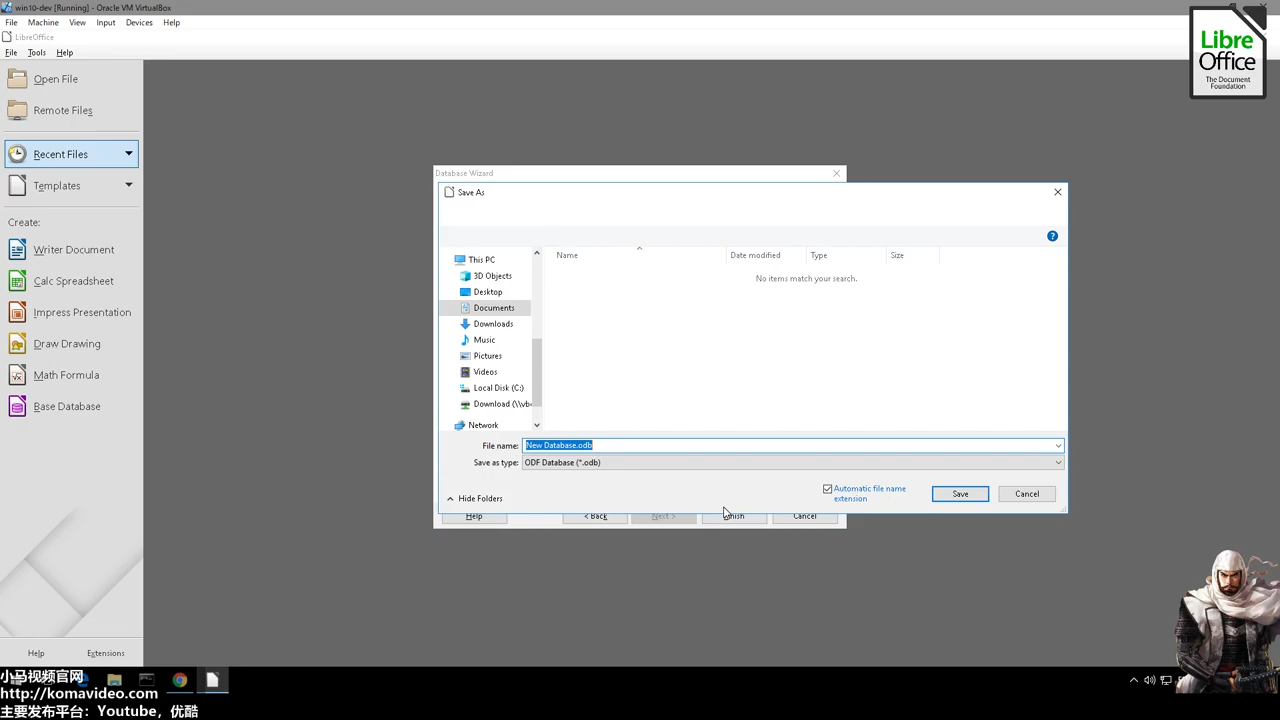 win10-dev [Running] - Oracle VM VirtualBox
File Machine View Input Devices Help
LibreOffice
File Tools Help
Libre
Office
The Document
Foundation
Open File
Remote Files
Recent Files
Templates
Create:
Writer Document
Calc Spreadsheet
Impress Presentation
Draw Drawing
Math Formula
Base Database
Help Extensions
Database Wizard
Save As
This PC
3D Objects
Desktop
Documents
Downloads
Music
Pictures
Videos
Local Disk (C:)
Download (\\vb
Network
Name Date modified Type Size
No items match your search.
File name: New Database.odb
Save as type: ODF Database (*.odb)
Automatic file name
extension
Save Cancel
Hide Folders
Help < Back Next > Finish Cancel
小马视频官网
http://komavideo.com
主要发布平台：Youtube，优酷